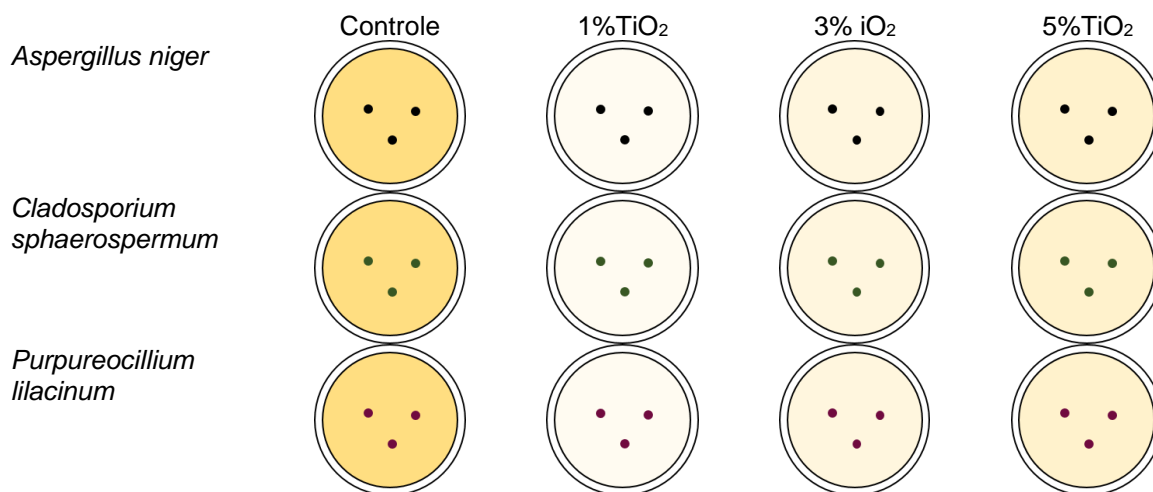 Controle 1%TiO₂ 3% iO₂ 5%TiO₂
Aspergillus niger
Cladosporium
sphaerospermum
Purpureocillium
lilacinum